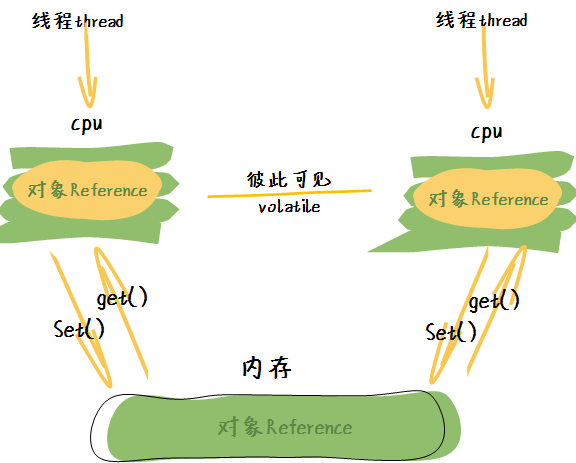 线程thread
线程thread
cpu
cpu
对象Reference
彼此可见
volatile
对象Reference
get()
Set()
get()
Set()
内存
对象Reference